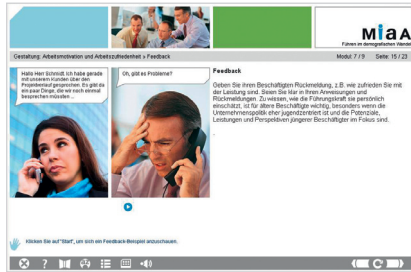 MiaA
Führen im demografischen Wandel
Gestaltung: Arbeitsmotivation und Arbeitszufriedenheit > Feedback
Modul: 7 / 9 Seite: 15 / 23
Hallo Herr Schmidt. Ich habe gerade
mit unserem Kunden über den
Projektverlauf gesprochen. Es gibt da
ein paar Dinge, die wir noch einmal
besprechen müssten ...
Oh, gibt es Probleme?
Feedback
Geben Sie Ihren Beschäftigten Rückmeldung, z.B. wie zufrieden Sie mit
der Leistung sind. Seien Sie klar in Ihren Anweisungen und
Rückmeldungen. Zu wissen, wie die Führungskraft sie persönlich
einschätzt, ist für ältere Beschäftigte wichtig, besonders wenn die
Unternehmenspolitik eher jugendzentriert ist und die Potenziale,
Leistungen und Perspektiven jüngerer Beschäftigter im Fokus sind.
.
Klicken Sie auf "Start", um sich ein Feedback-Beispiel anzuschauen.